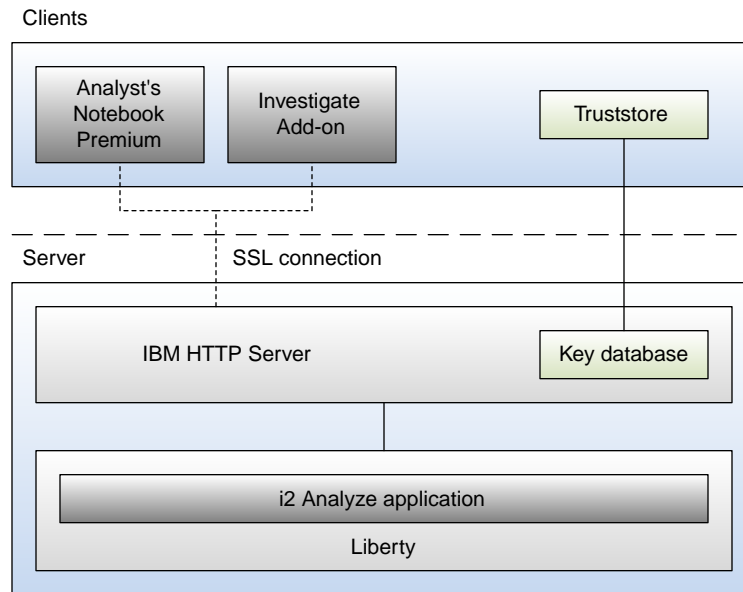 Clients
Analyst's
Notebook
Premium
Investigate
Add-on
Truststore
Server
SSL connection
IBM HTTP Server
Key database
i2 Analyze application
Liberty